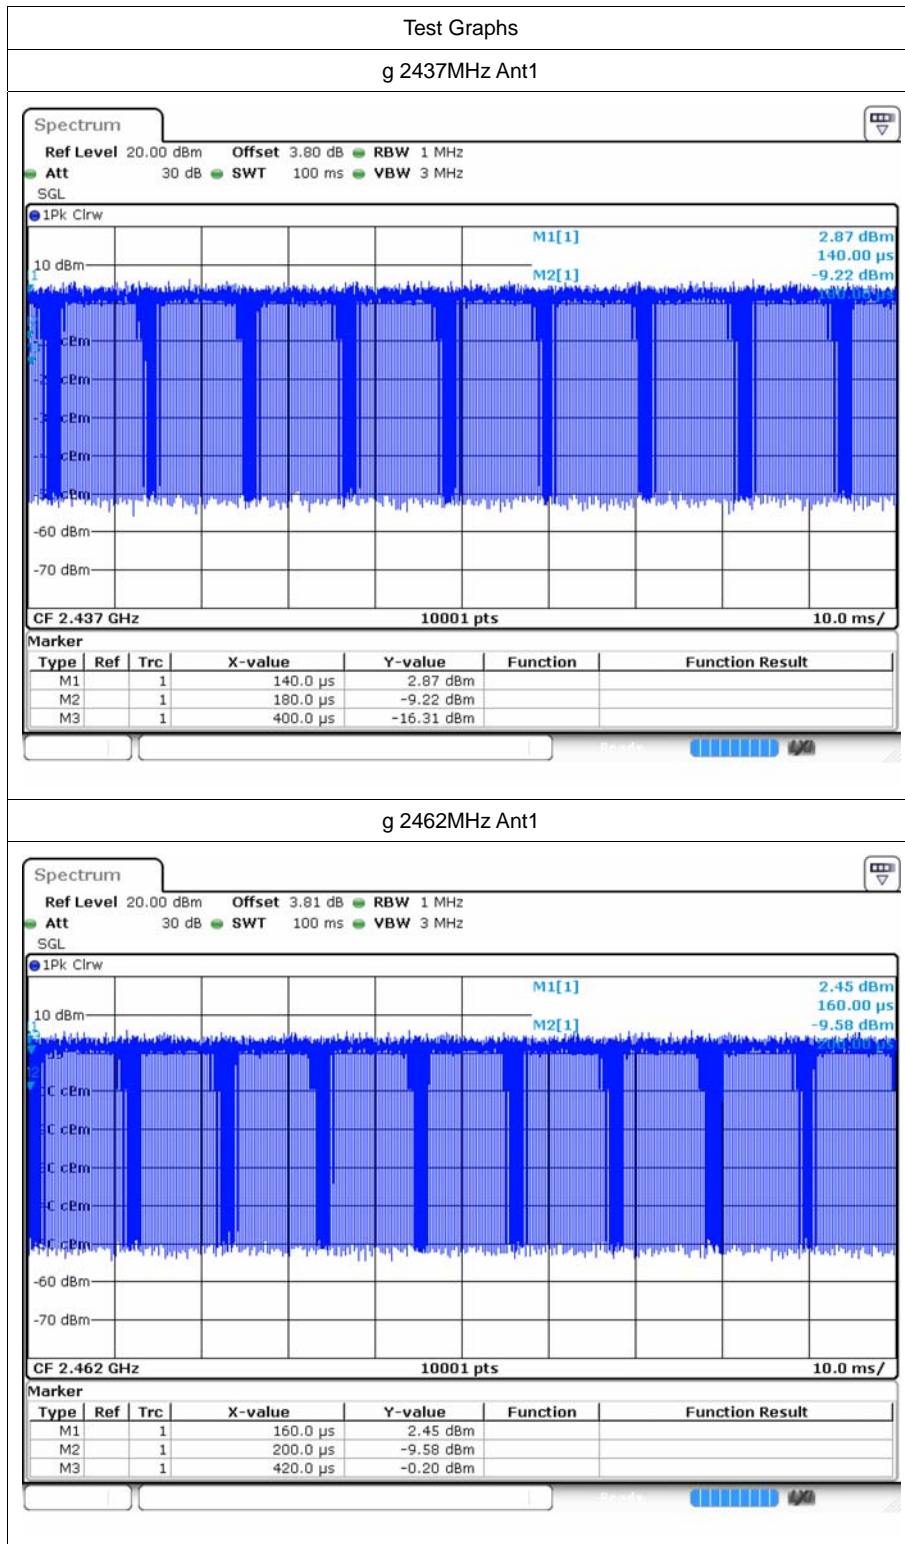 Test Graphs
g 2437MHz Ant1
Spectrum
Ref Level 20.00 dBm Offset 3.80 dB RBW 1 MHz
Att 30 dB SWT 100 ms VBW 3 MHz
SGL
1Pk Clrw
M1[1] 2.87 dBm
140.00 µs
10 dBm
M2[1] -9.22 dBm
-60 dBm
-70 dBm
CF 2.437 GHz 10001 pts 10.0 ms/
Marker
Type Ref Trc X-value Y-value Function Function Result
M1 1 140.0 µs 2.87 dBm
M2 1 180.0 µs -9.22 dBm
M3 1 400.0 µs -16.31 dBm
g 2462MHz Ant1
Spectrum
Ref Level 20.00 dBm Offset 3.81 dB RBW 1 MHz
Att 30 dB SWT 100 ms VBW 3 MHz
SGL
1Pk Clrw
M1[1] 2.45 dBm
160.00 µs
10 dBm
M2[1] -9.58 dBm
-60 dBm
-70 dBm
CF 2.462 GHz 10001 pts 10.0 ms/
Marker
Type Ref Trc X-value Y-value Function Function Result
M1 1 160.0 µs 2.45 dBm
M2 1 200.0 µs -9.58 dBm
M3 1 420.0 µs -0.20 dBm